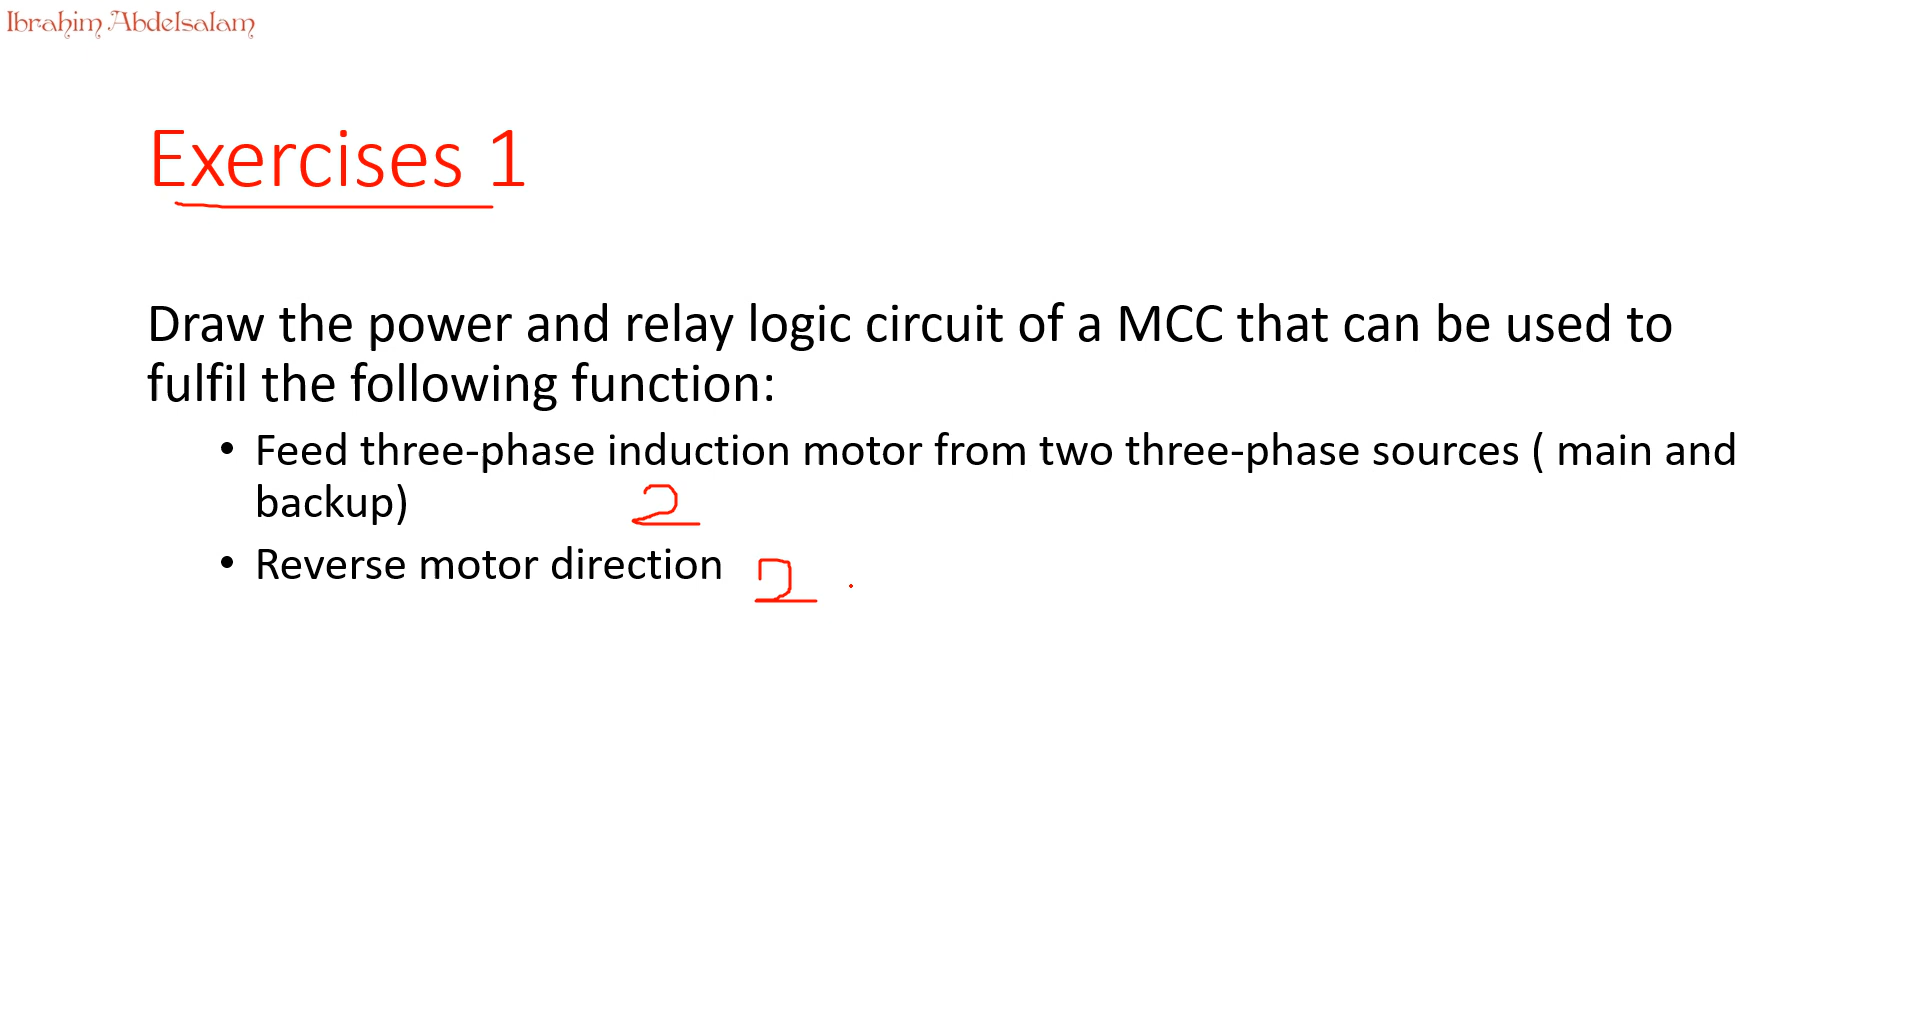 Ibrahim Abdelsalam
Exercises 1
Draw the power and relay logic circuit of a MCC that can be used to
fulfil the following function:
• Feed three-phase induction motor from two three-phase sources ( main and
backup)
2
• Reverse motor direction 2